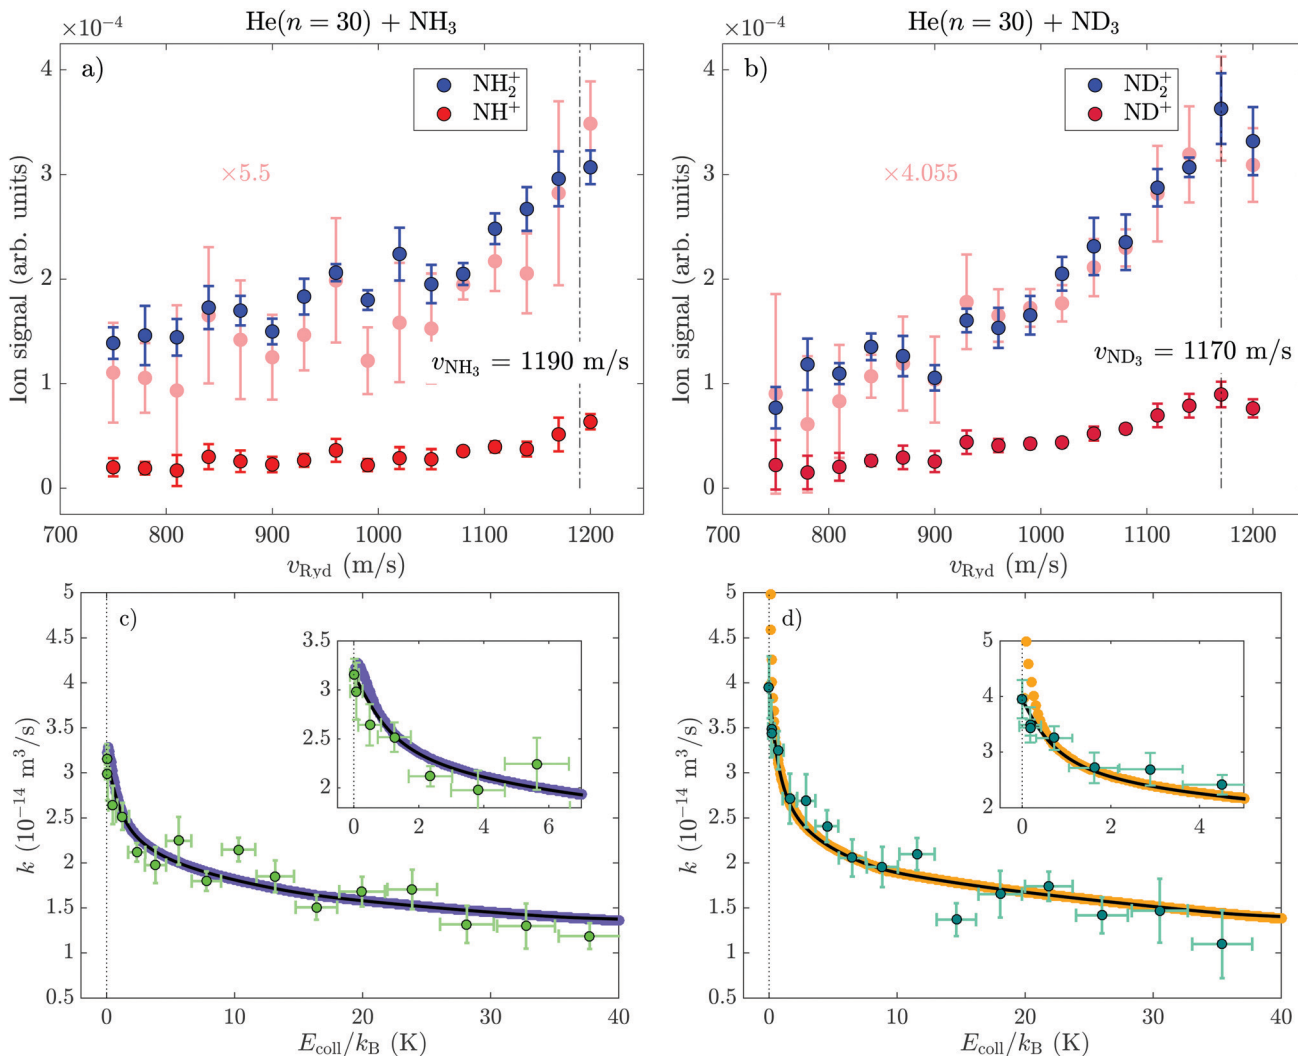 He(n = 30) + NH₃
×10⁻⁴
a)
NH₂⁺
NH⁺
×5.5
v_NH₃ = 1190 m/s
Ion signal (arb. units)
4
3
2
1
0
700 800 900 1000 1100 1200
v_Ryd (m/s)
He(n = 30) + ND₃
×10⁻⁴
b)
ND₂⁺
ND⁺
×4.055
v_ND₃ = 1170 m/s
Ion signal (arb. units)
4
3
2
1
0
700 800 900 1000 1100 1200
v_Ryd (m/s)
c)
k (10⁻¹⁴ m³/s)
5
4.5
4
3.5
3
2.5
2
1.5
1
0.5
0 10 20 30 40
E_coll/k_B (K)
3.5
3
2.5
2
0 2 4 6
d)
k (10⁻¹⁴ m³/s)
5
4.5
4
3.5
3
2.5
2
1.5
1
0.5
0 10 20 30 40
E_coll/k_B (K)
5
4
3
2
0 2 4